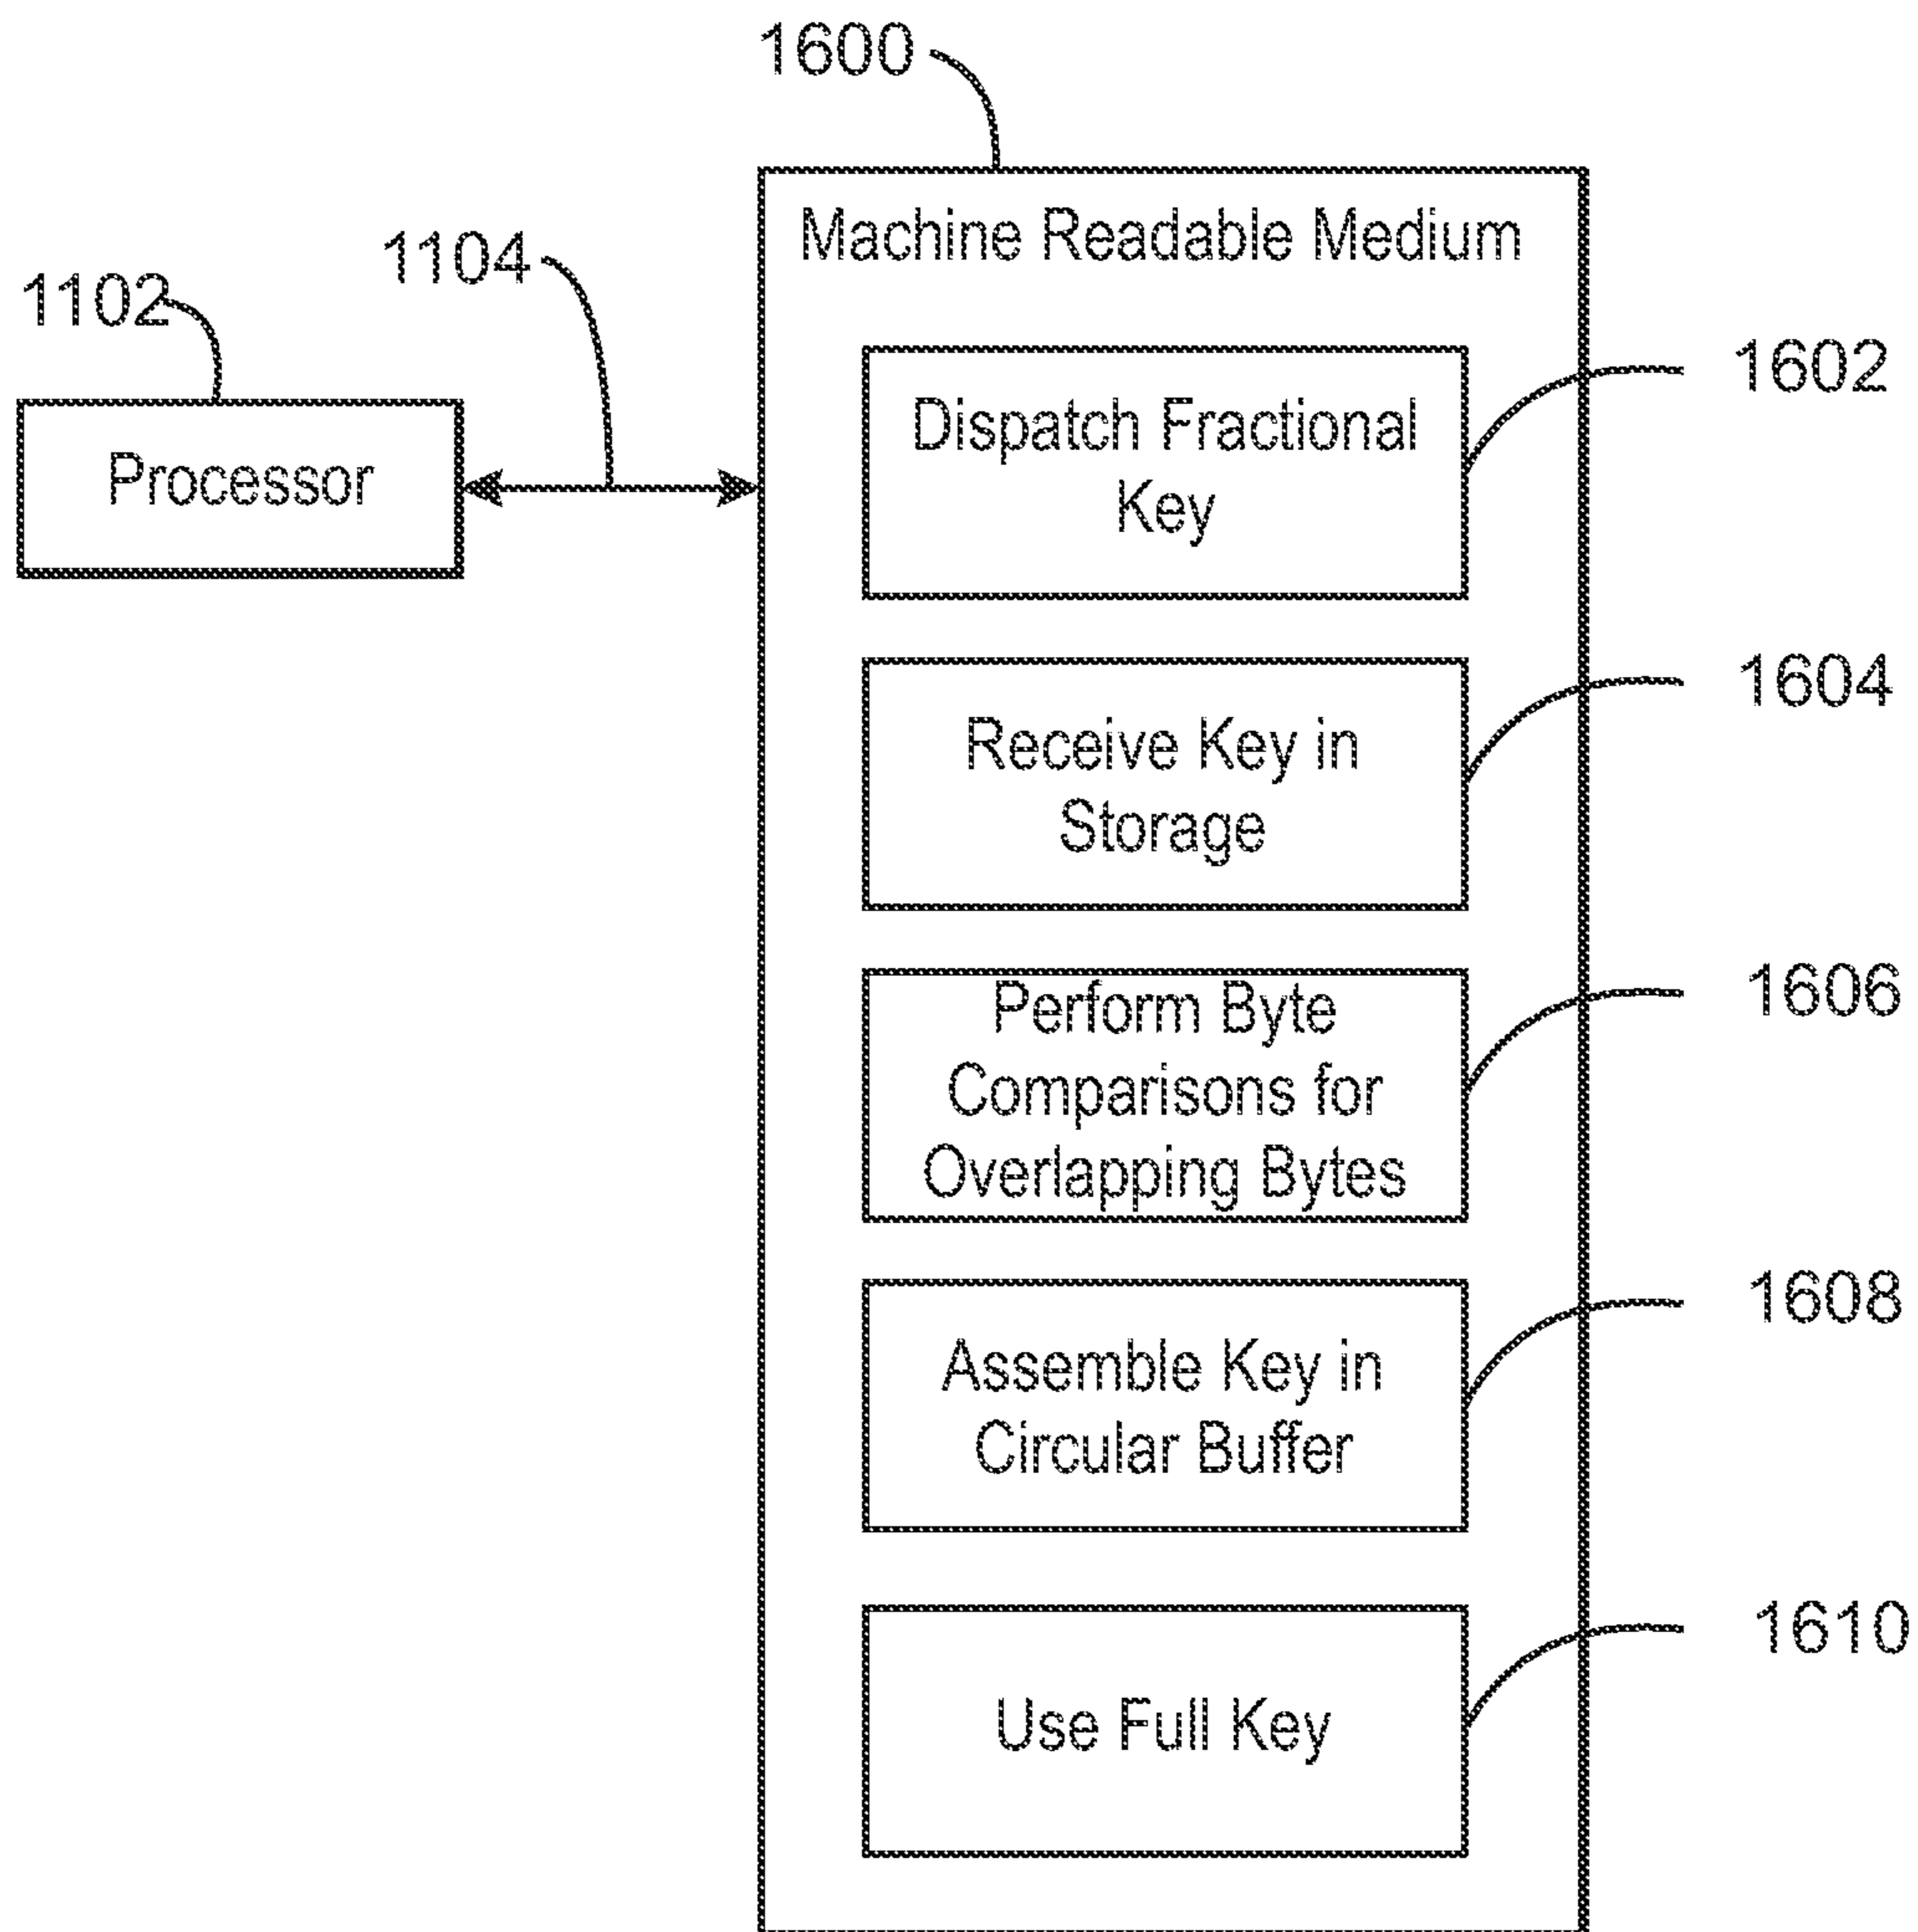 1600
Machine Readable Medium
1104
1102
Processor
Dispatch Fractional
Key
1602
Receive Key in
Storage
1604
Perform Byte
Comparisons for
Overlapping Bytes
1606
Assemble Key in
Circular Buffer
1608
Use Full Key
1610